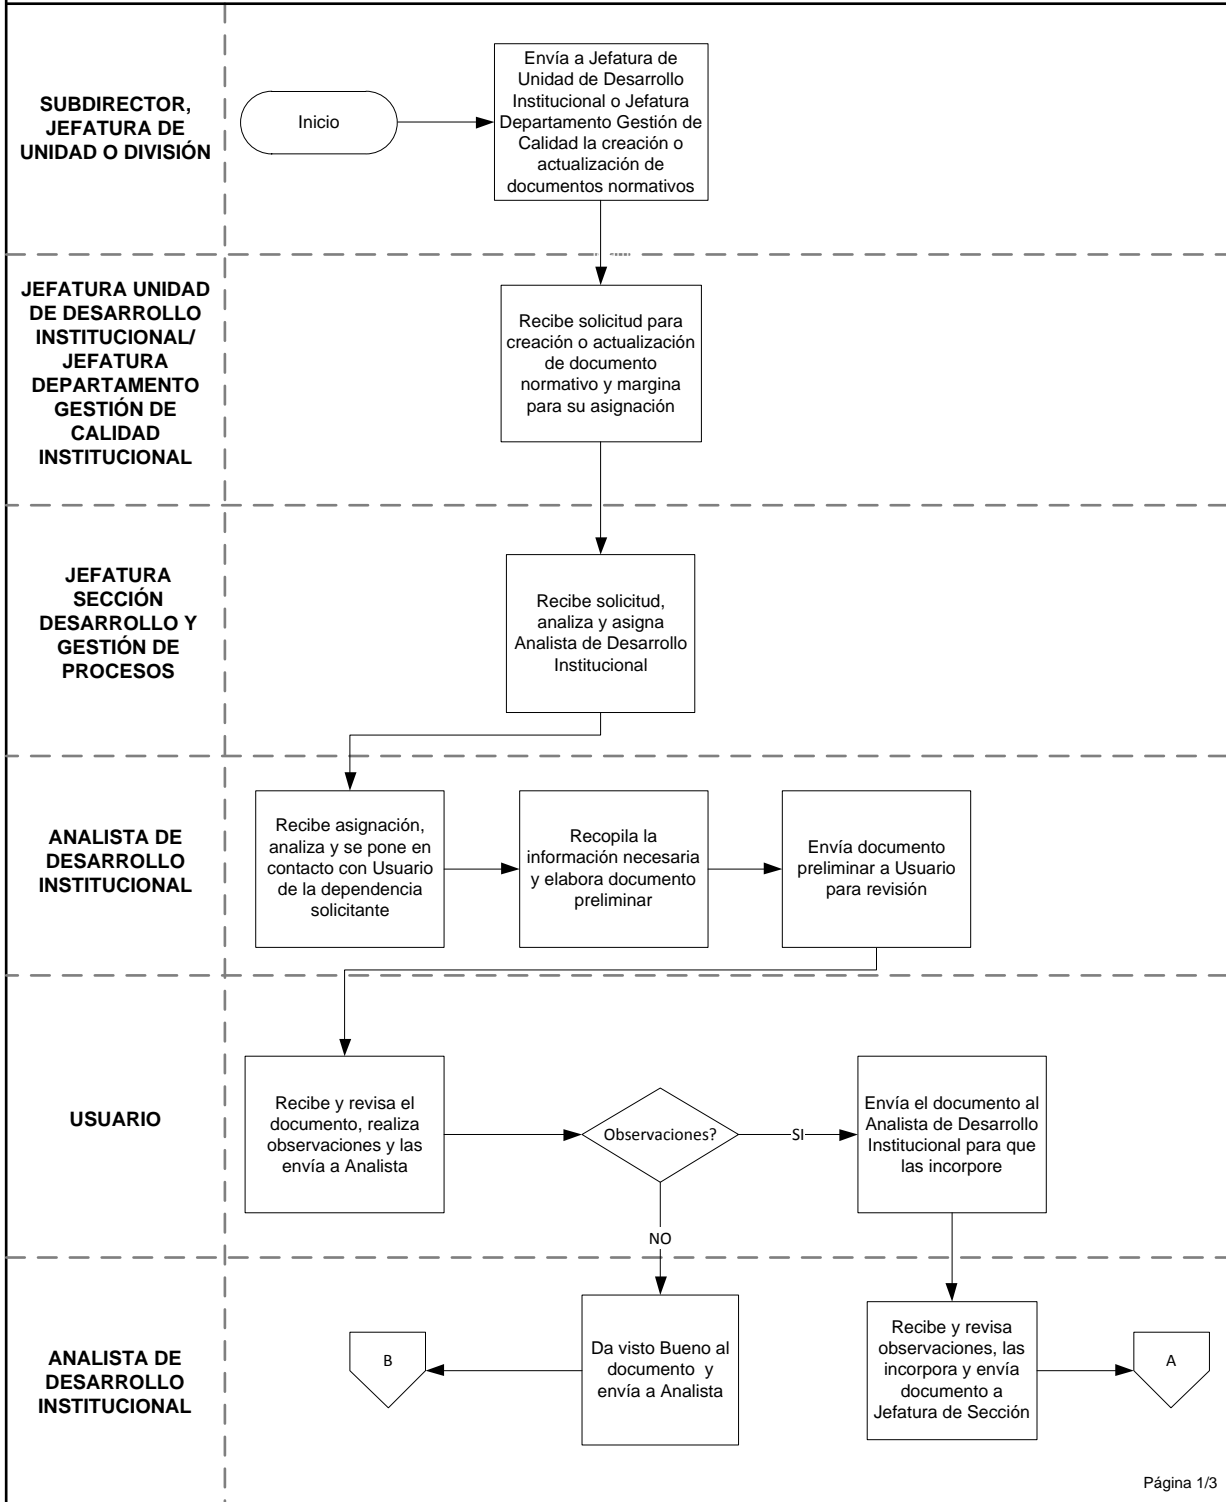 SUBDIRECTOR,
JEFATURA DE
UNIDAD O DIVISIÓN
Inicio
Envía a Jefatura de
Unidad de Desarrollo
Institucional o Jefatura
Departamento Gestión de
Calidad la creación o
actualización de
documentos normativos
JEFATURA UNIDAD
DE DESARROLLO
INSTITUCIONAL/
JEFATURA
DEPARTAMENTO
GESTIÓN DE
CALIDAD
INSTITUCIONAL
Recibe solicitud para
creación o actualización
de documento
normativo y margina
para su asignación
JEFATURA
SECCIÓN
DESARROLLO Y
GESTIÓN DE
PROCESOS
Recibe solicitud,
analiza y asigna
Analista de Desarrollo
Institucional
ANALISTA DE
DESARROLLO
INSTITUCIONAL
Recibe asignación,
analiza y se pone en
contacto con Usuario
de la dependencia
solicitante
Recopila la
información necesaria
y elabora documento
preliminar
Envía documento
preliminar a Usuario
para revisión
USUARIO
Recibe y revisa el
documento, realiza
observaciones y las
envía a Analista
Observaciones?
SI
Envía el documento al
Analista de Desarrollo
Institucional para que
las incorpore
NO
ANALISTA DE
DESARROLLO
INSTITUCIONAL
B
Da visto Bueno al
documento y
envía a Analista
Recibe y revisa
observaciones, las
incorpora y envía
documento a
Jefatura de Sección
A
Página 1/3